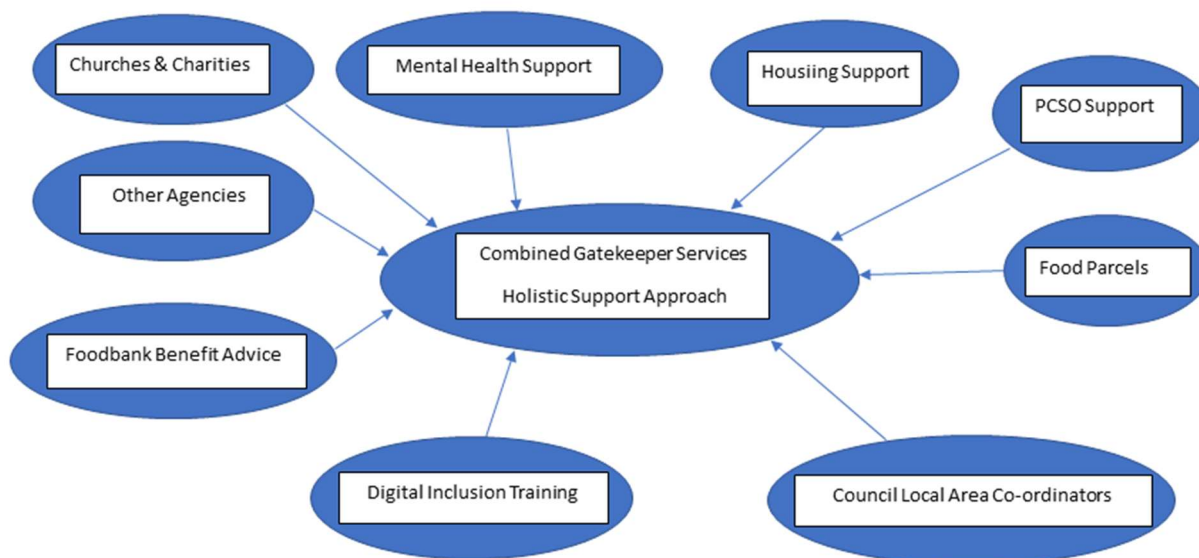 Churches & Charities
Mental Health Support
Housiing Support
PCSO Support
Other Agencies
Combined Gatekeeper Services
Holistic Support Approach
Food Parcels
Foodbank Benefit Advice
Digital Inclusion Training
Council Local Area Co-ordinators